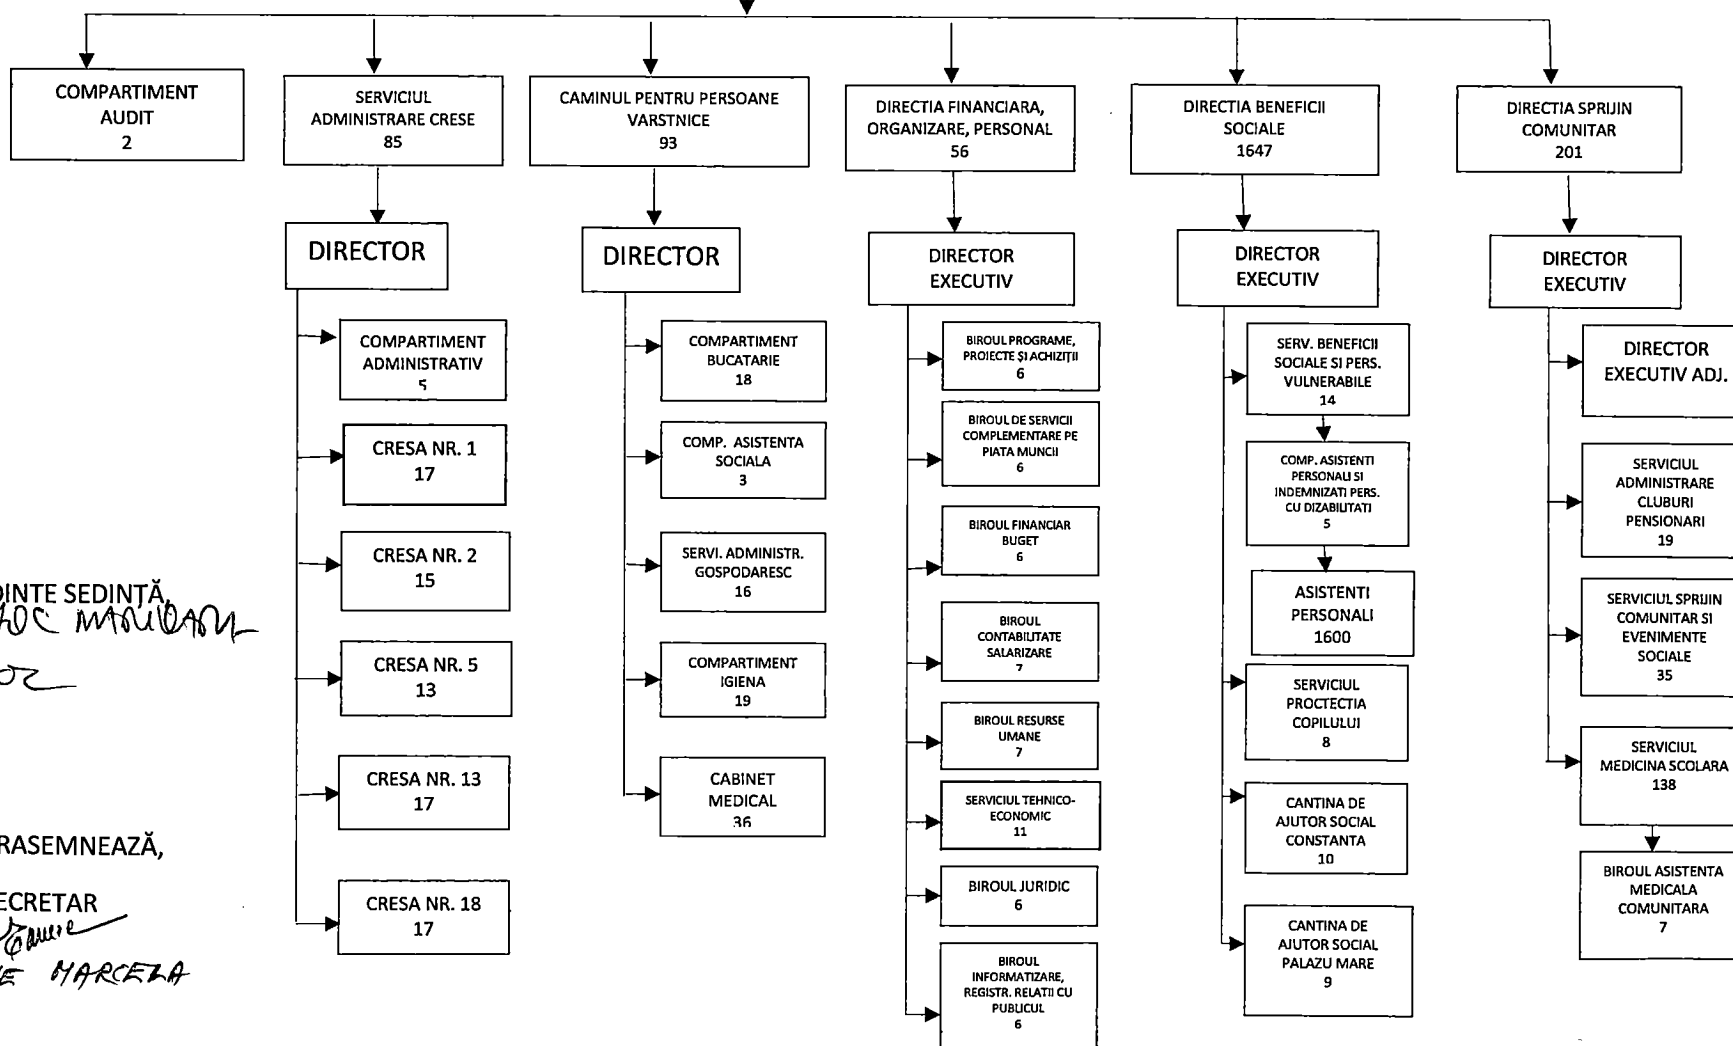 COMPARTIMENT
AUDIT
2
SERVICIUL
ADMINISTRARE CRESE
85
CAMINUL PENTRU PERSOANE
VARSTNICE
93
DIRECTIA FINANCIARA,
ORGANIZARE, PERSONAL
56
DIRECTIA BENEFICII
SOCIALE
1647
DIRECTIA SPRIJIN
COMUNITAR
201
DIRECTOR
DIRECTOR
DIRECTOR
EXECUTIV
DIRECTOR
EXECUTIV
DIRECTOR
EXECUTIV
COMPARTIMENT
ADMINISTRATIV
5
CRESA NR. 1
17
CRESA NR. 2
15
CRESA NR. 5
13
CRESA NR. 13
17
CRESA NR. 18
17
COMPARTIMENT
BUCATARIE
18
COMP. ASISTENTA
SOCIALA
3
SERVI. ADMINISTR.
GOSPODARESC
16
COMPARTIMENT
IGIENA
19
CABINET
MEDICAL
36
BIROUL PROGRAME,
PROIECTE ȘI ACHIZIȚII
6
BIROUL DE SERVICII
COMPLEMENTARE PE
PIATA MUNCII
6
BIROUL FINANCIAR
BUGET
6
BIROUL
CONTABILITATE
SALARIZARE
7
BIROUL RESURSE
UMANE
7
SERVICIUL TEHNICO-
ECONOMIC
11
BIROUL JURIDIC
6
BIROUL
INFORMATIZARE,
REGISTR. RELATII CU
PUBLICUL
6
SERV. BENEFICII
SOCIALE SI PERS.
VULNERABILE
14
COMP. ASISTENTI
PERSONALI SI
INDEMNIZATI PERS.
CU DIZABILITATI
5
ASISTENTI
PERSONALI
1600
SERVICIUL
PROCTECTIA
COPILULUI
8
CANTINA DE
AJUTOR SOCIAL
CONSTANTA
10
CANTINA DE
AJUTOR SOCIAL
PALAZU MARE
9
DIRECTOR
EXECUTIV ADJ.
SERVICIUL
ADMINISTRARE
CLUBURI
PENSIONARI
19
SERVICIUL SPRIJIN
COMUNITAR SI
EVENIMENTE
SOCIALE
35
SERVICIUL
MEDICINA SCOLARA
138
BIROUL ASISTENTA
MEDICALA
COMUNITARA
7
DINTE SEDINȚĂ,
RASEMNEAZĂ,
ECRETAR
MARCELA